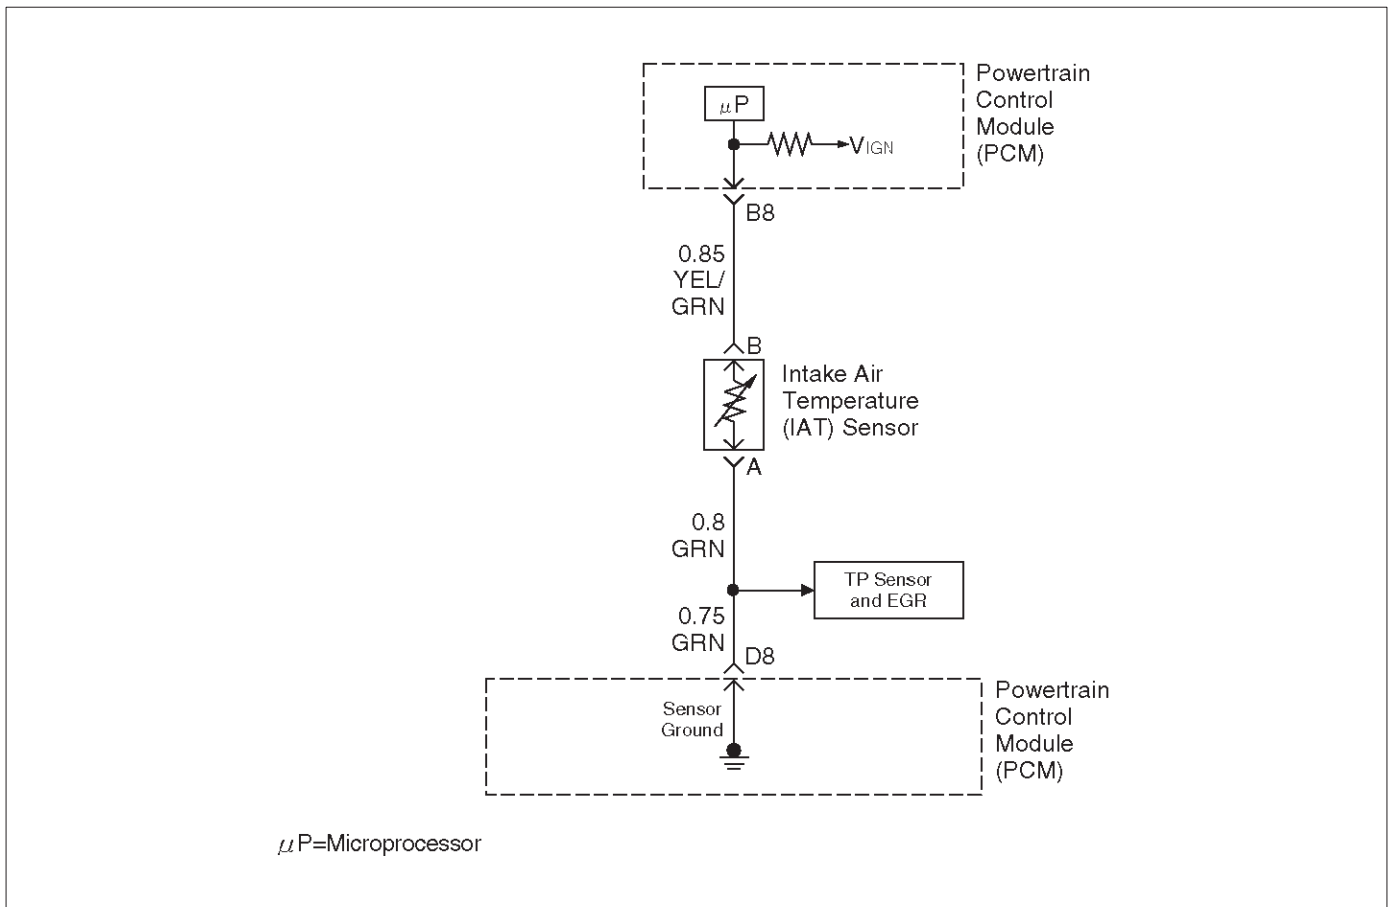 Powertrain
Control
Module
(PCM)
μP
VIGN
B8
0.85
YEL/
GRN
B
Intake Air
Temperature
(IAT) Sensor
A
0.8
GRN
TP Sensor
and EGR
0.75
GRN
D8
Sensor
Ground
Powertrain
Control
Module
(PCM)
μP=Microprocessor